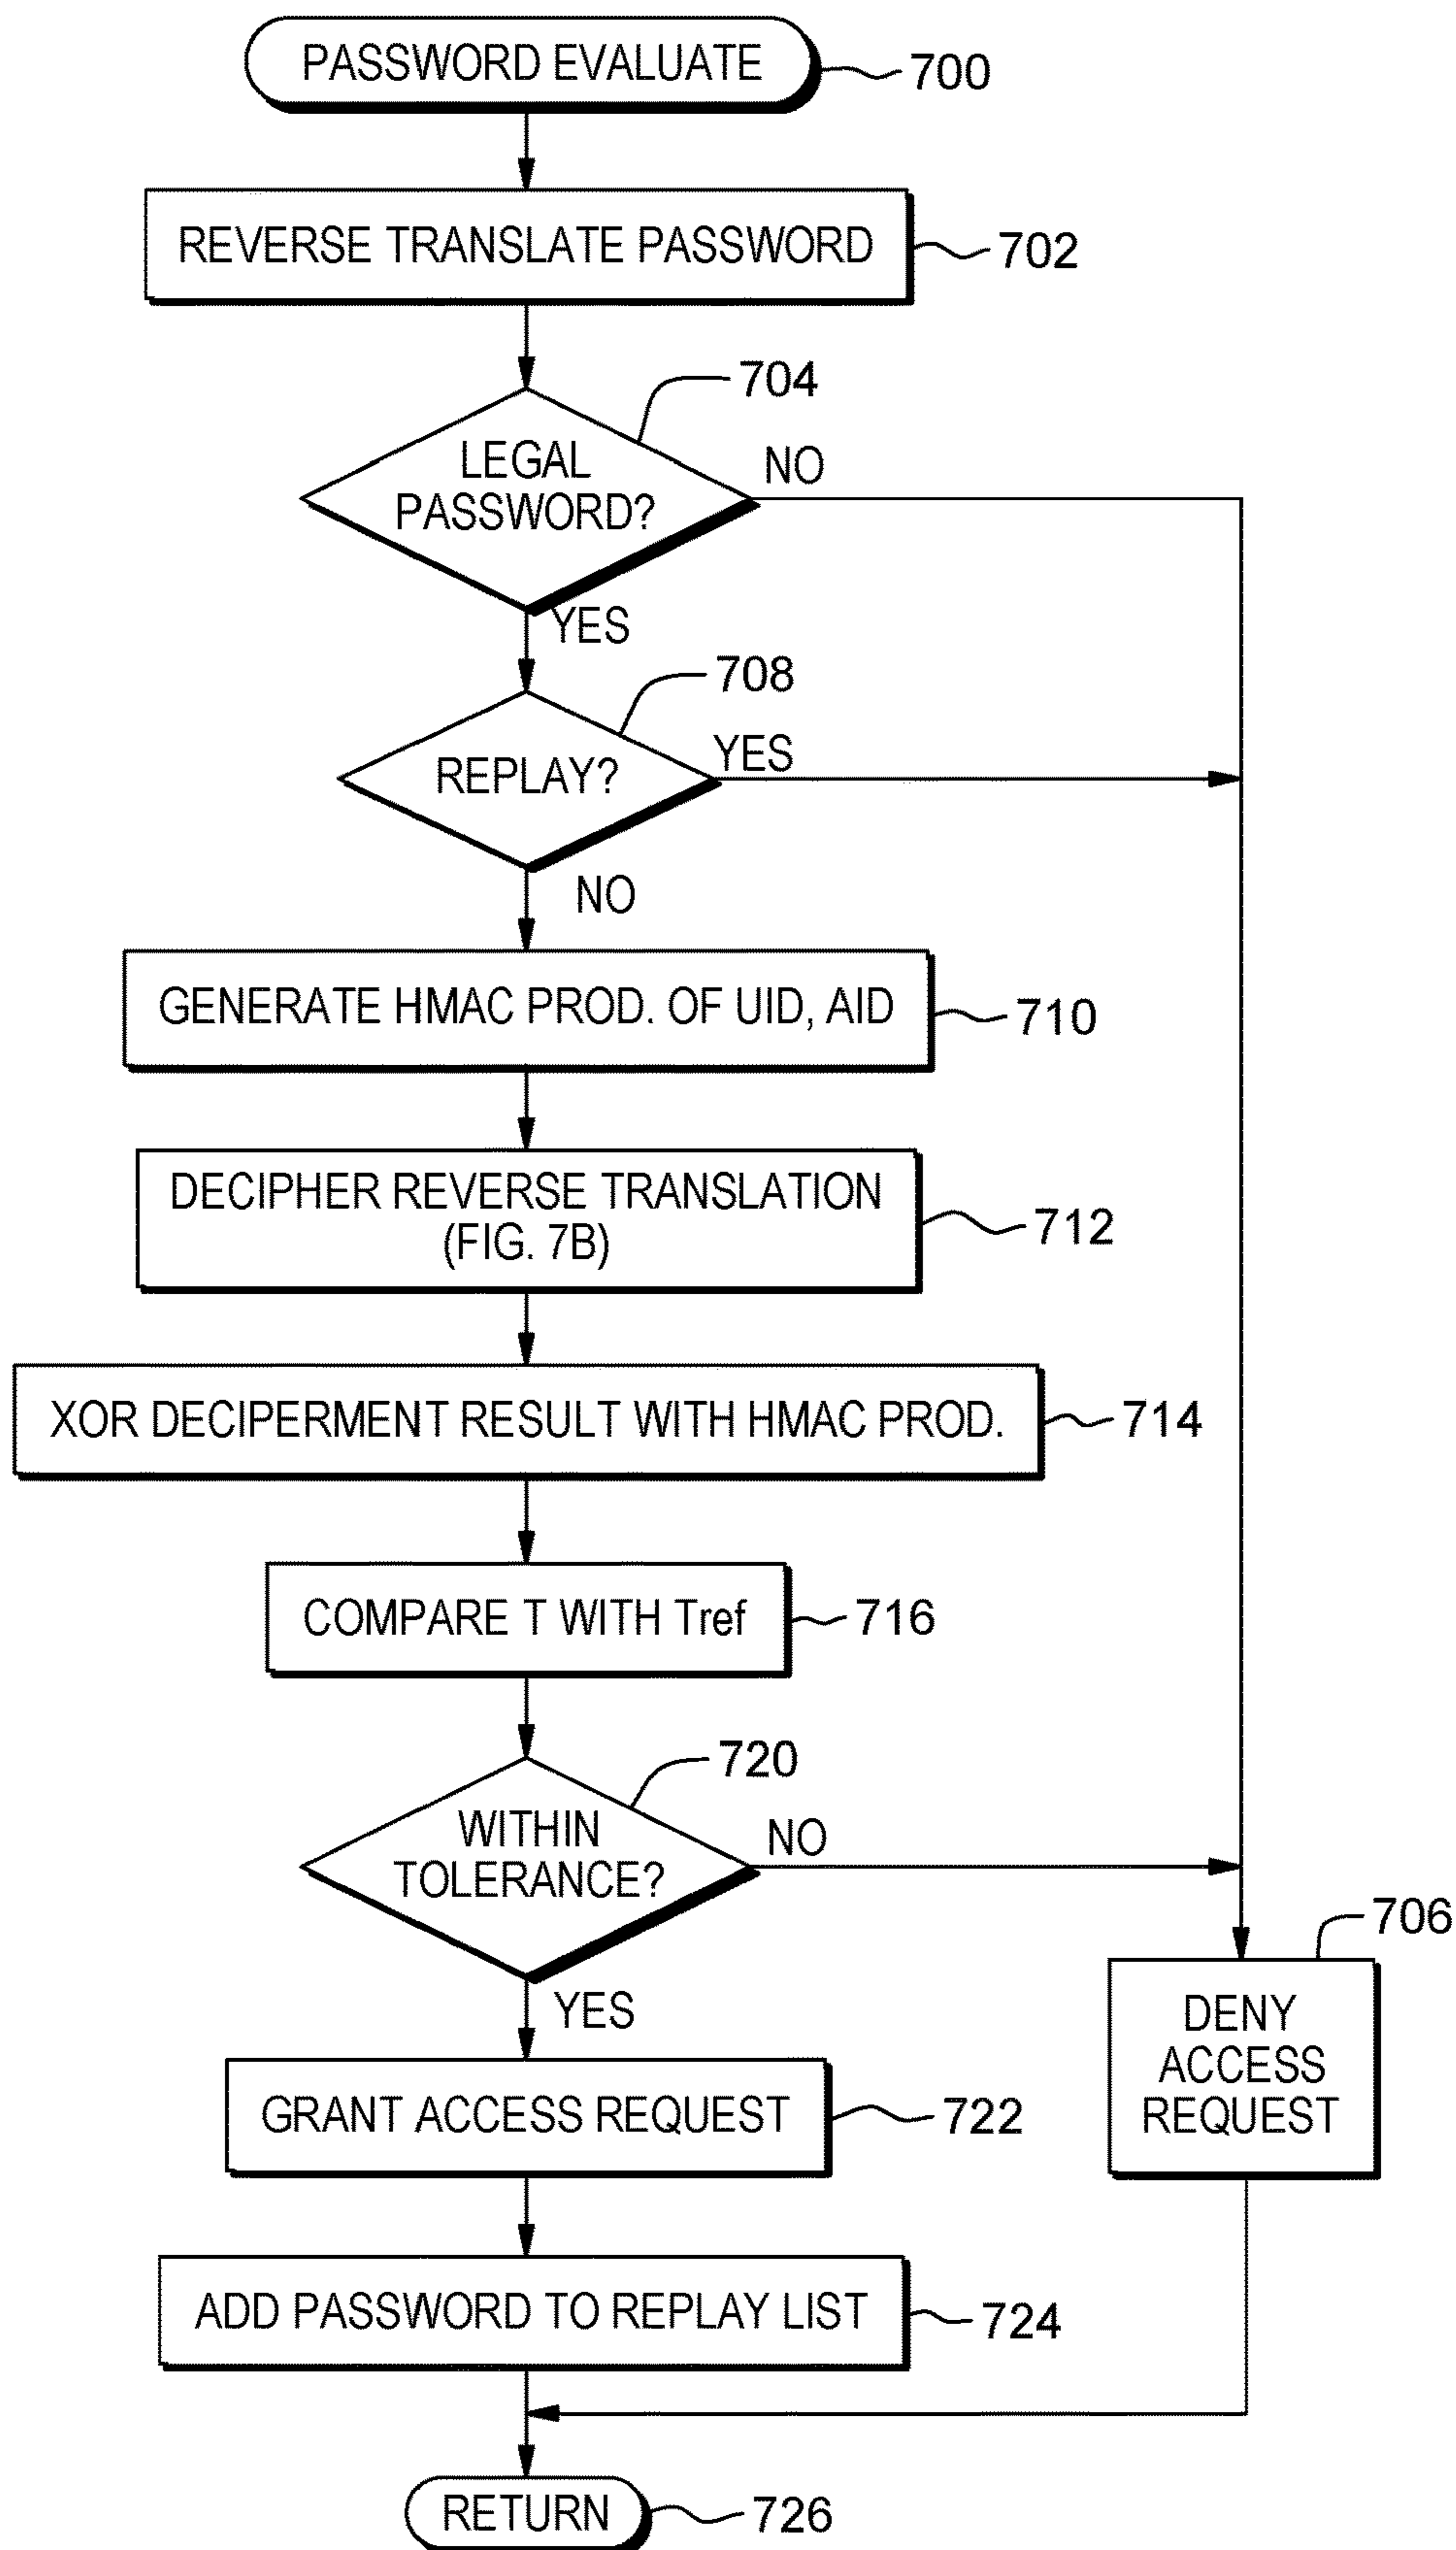 PASSWORD EVALUATE
700
REVERSE TRANSLATE PASSWORD
702
704
LEGAL
PASSWORD?
NO
YES
708
REPLAY?
YES
NO
GENERATE HMAC PROD. OF UID, AID
710
DECIPHER REVERSE TRANSLATION
(FIG. 7B)
712
XOR DECIPERMENT RESULT WITH HMAC PROD.
714
COMPARE T WITH Tref
716
720
WITHIN
TOLERANCE?
NO
YES
706
DENY
ACCESS
REQUEST
GRANT ACCESS REQUEST
722
ADD PASSWORD TO REPLAY LIST
724
RETURN
726